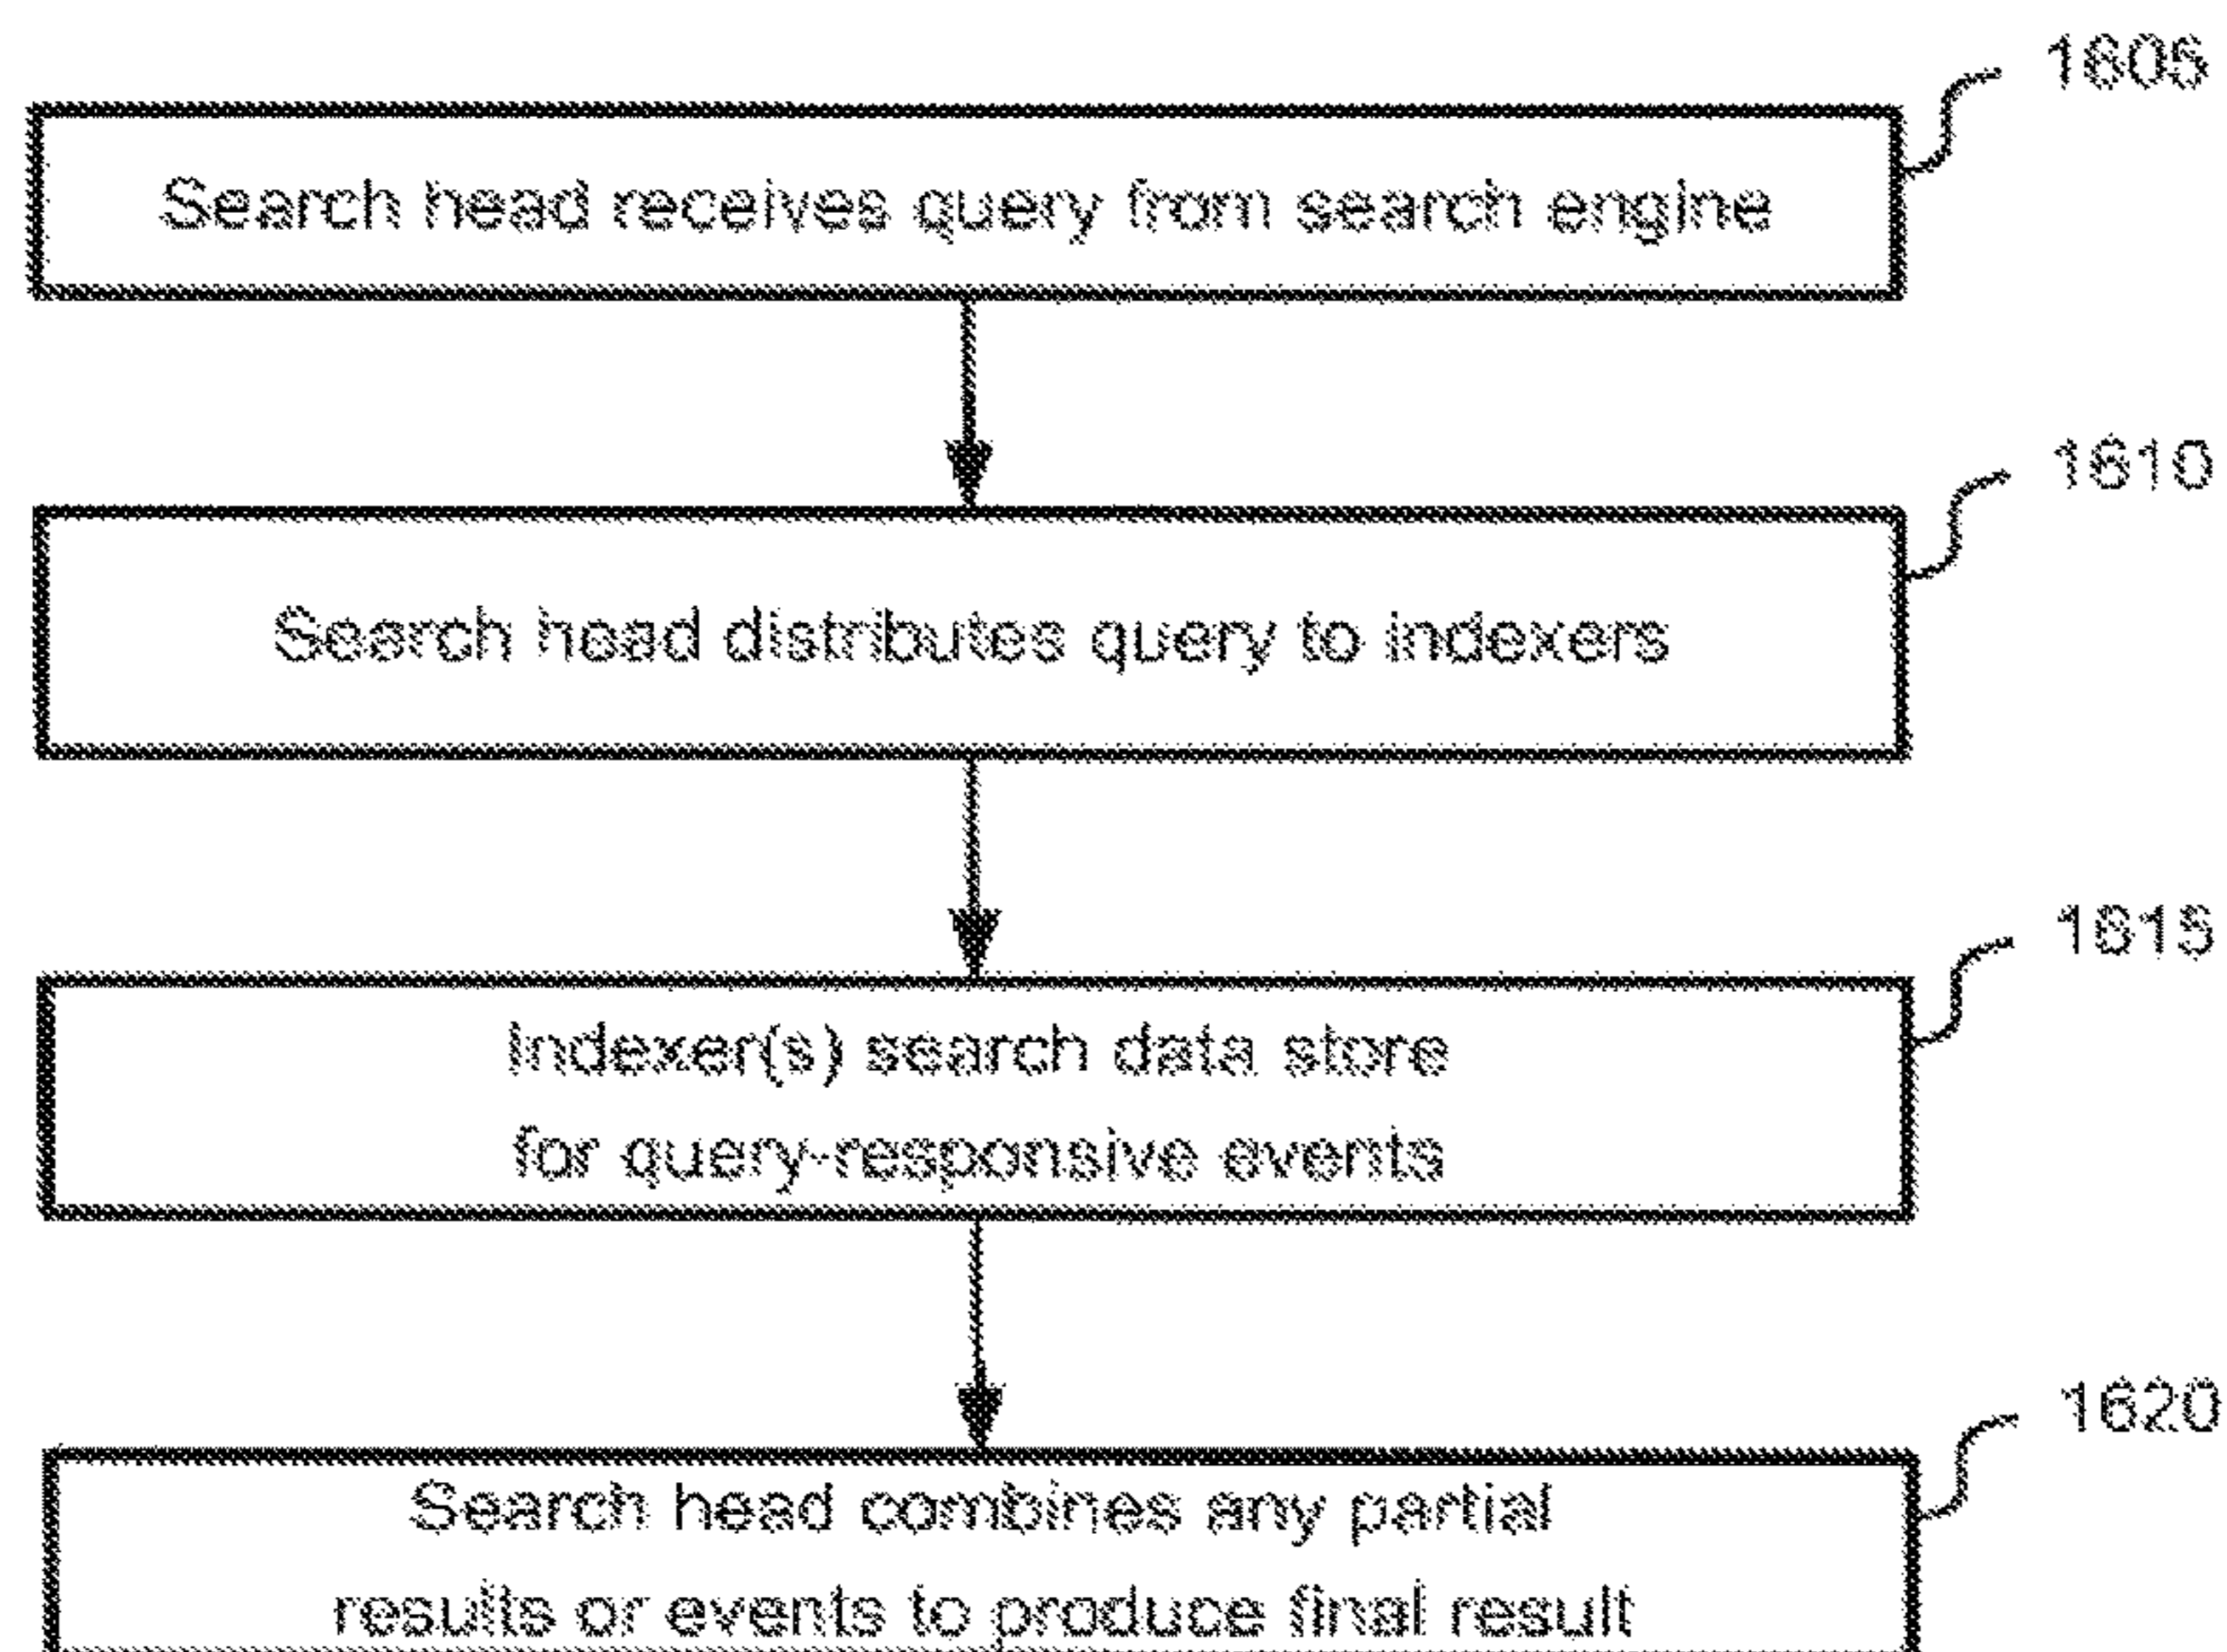 1605
Search head receives query from search engine
1610
Search head distributes query to indexers
1615
Indexer(s) search data store
for query-responsive events
1620
Search head combines any partial
results or events to produce final result